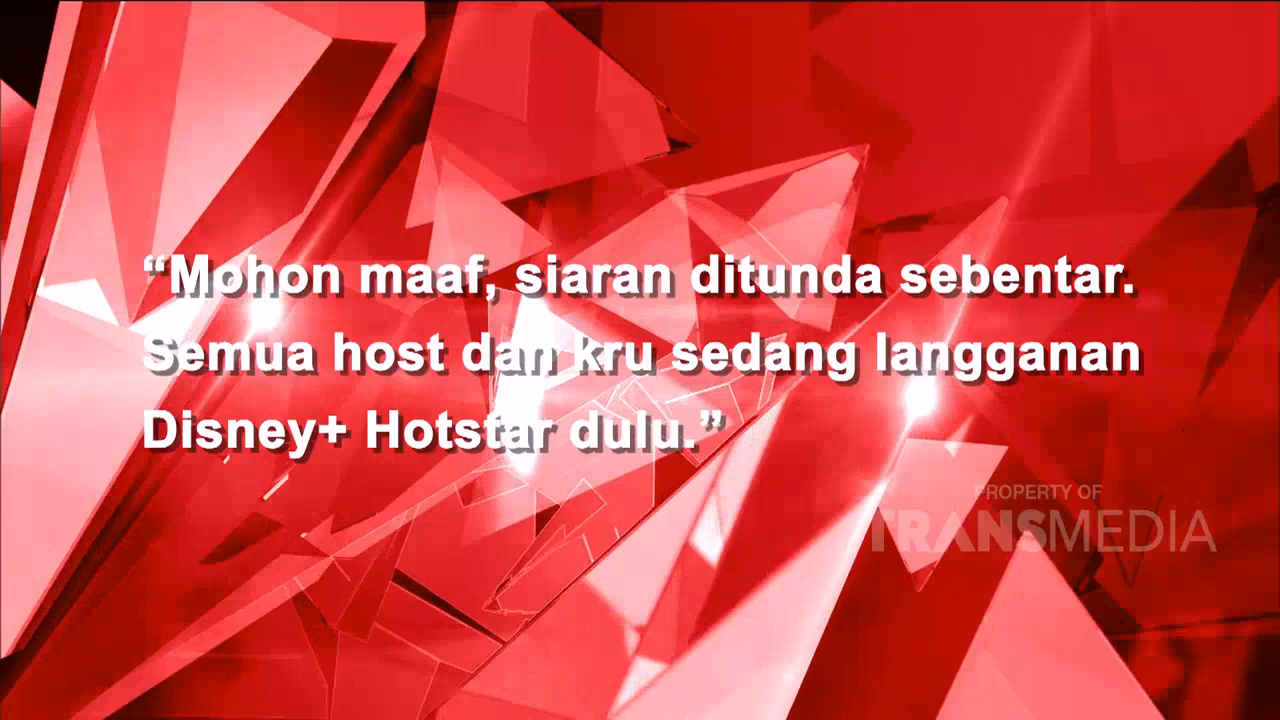 “Mohon maaf, siaran ditunda sebentar.
Semua host dan kru sedang langganan
Disney+ Hotstar dulu.”
PROPERTY OF
TRANSMEDIA